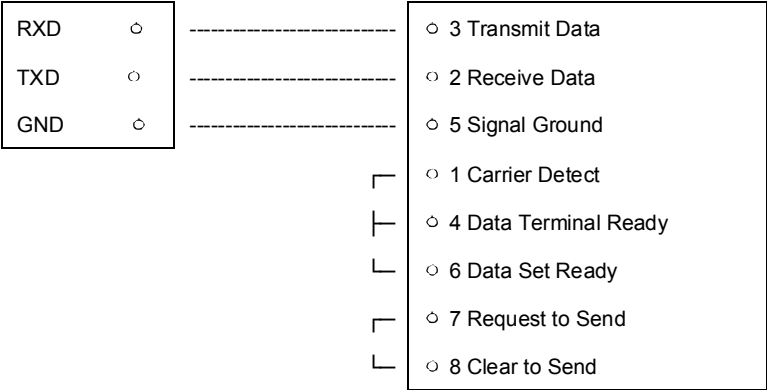 RXD 3 Transmit Data
TXD 2 Receive Data
GND 5 Signal Ground
1 Carrier Detect
4 Data Terminal Ready
6 Data Set Ready
7 Request to Send
8 Clear to Send